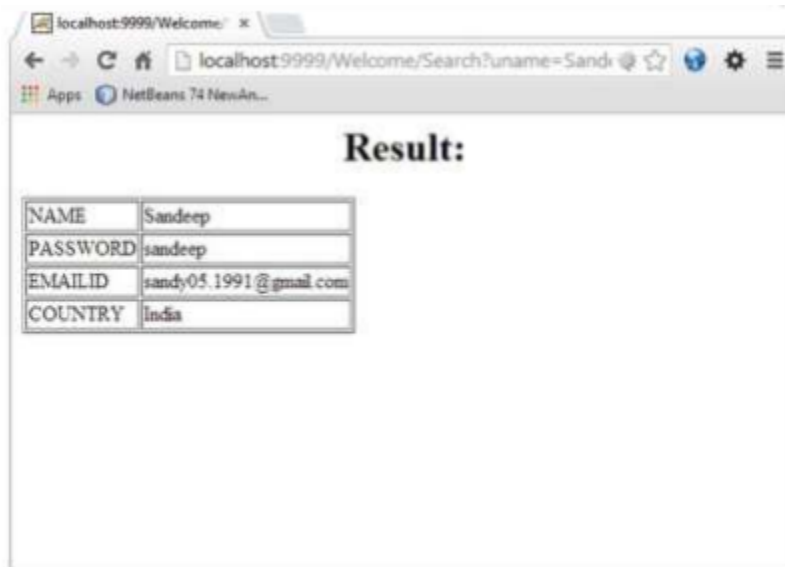 localhost:9999/Welcome/
localhost:9999/Welcome/Search?uname=Sand
Apps NetBeans 74 NewAn...
Result:
NAME Sandeep
PASSWORD sandeep
EMAILID sandy05.1991@gmail.com
COUNTRY India